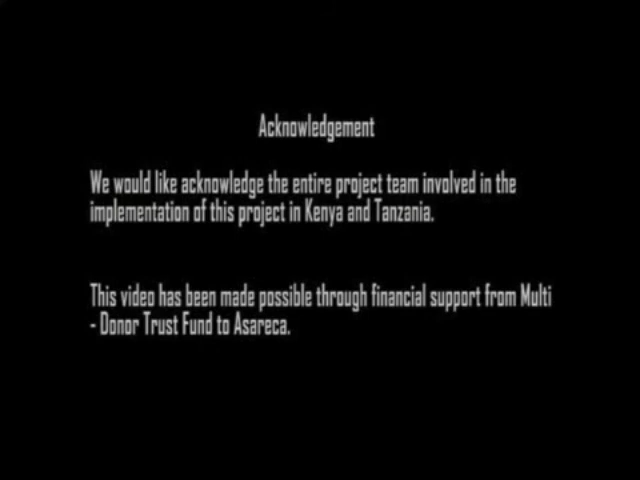 Acknowledgement
We would like acknowledge the entire project team involved in the
implementation of this project in Kenya and Tanzania.
This video has been made possible through financial support from Multi
- Donor Trust Fund to Asareca.